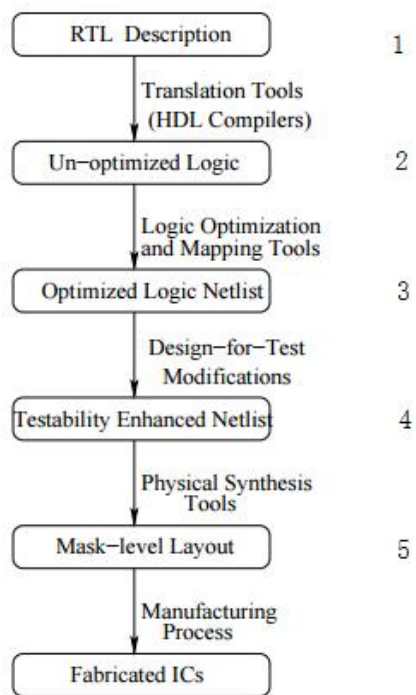 RTL Description
1
Translation Tools
(HDL Compilers)
Un-optimized Logic
2
Logic Optimization
and Mapping Tools
Optimized Logic Netlist
3
Design-for-Test
Modifications
Testability Enhanced Netlist
4
Physical Synthesis
Tools
Mask-level Layout
5
Manufacturing
Process
Fabricated ICs